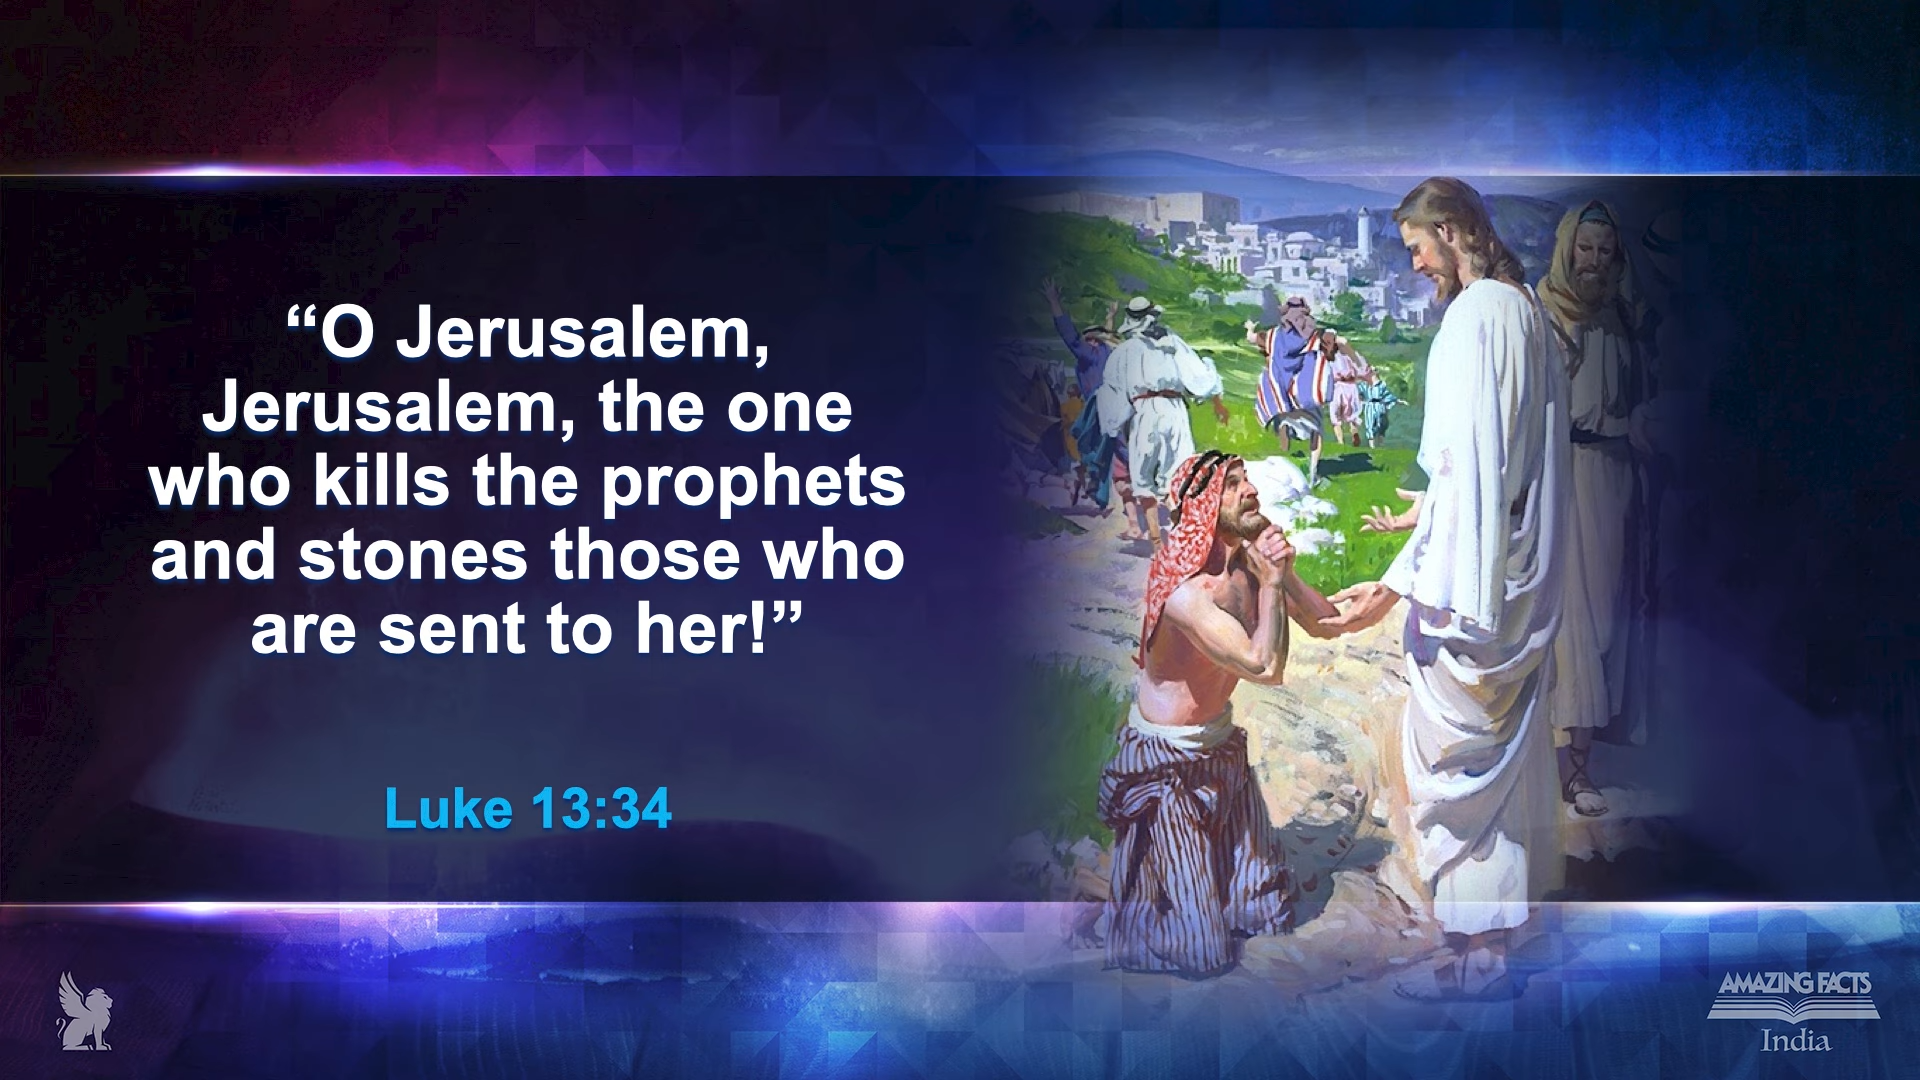 “O Jerusalem,
Jerusalem, the one
who kills the prophets
and stones those who
are sent to her!”
Luke 13:34
AMAZING FACTS
India